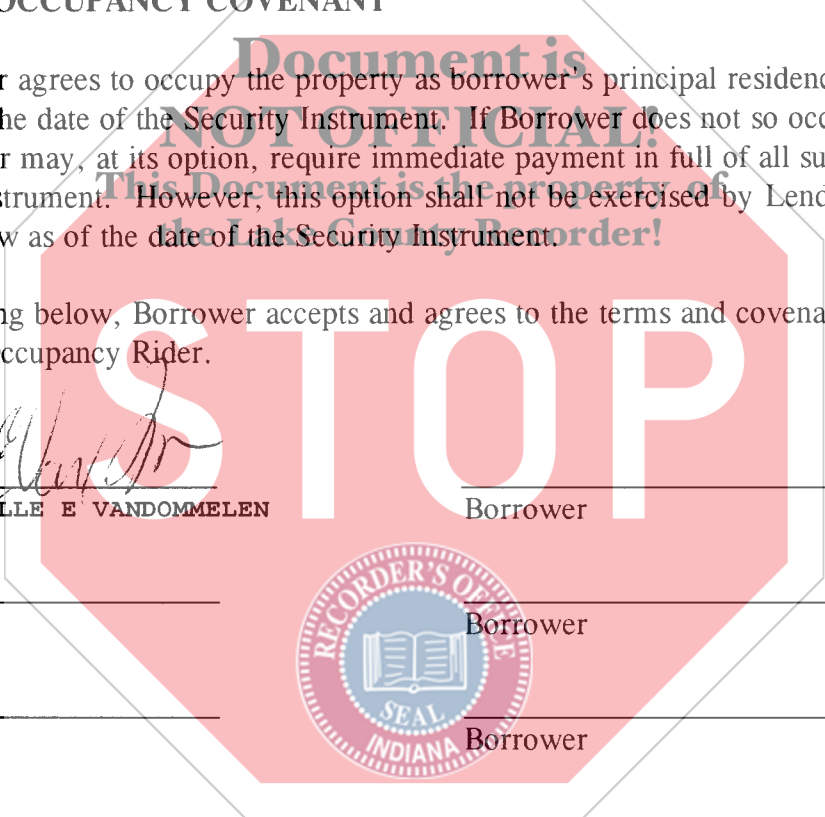 OCCUPANCY COVENANT
Document is
r agrees to occupy the property as borrower's principal residenc
he date of the Security Instrument. If Borrower does not so occ
NOT OFFICIAL!
r may, at its option, require immediate payment in full of all su
This Document is the property of
strument. However, this option shall not be exercised by Lend
the Lake County Recorder!
w as of the date of the Security Instrument.
ng below, Borrower accepts and agrees to the terms and covena
ccupancy Rider.
STOP
LLE E VANDOMMELEN
Borrower
Borrower
Borrower
RECORDER'S OFFICE
SEAL
INDIANA